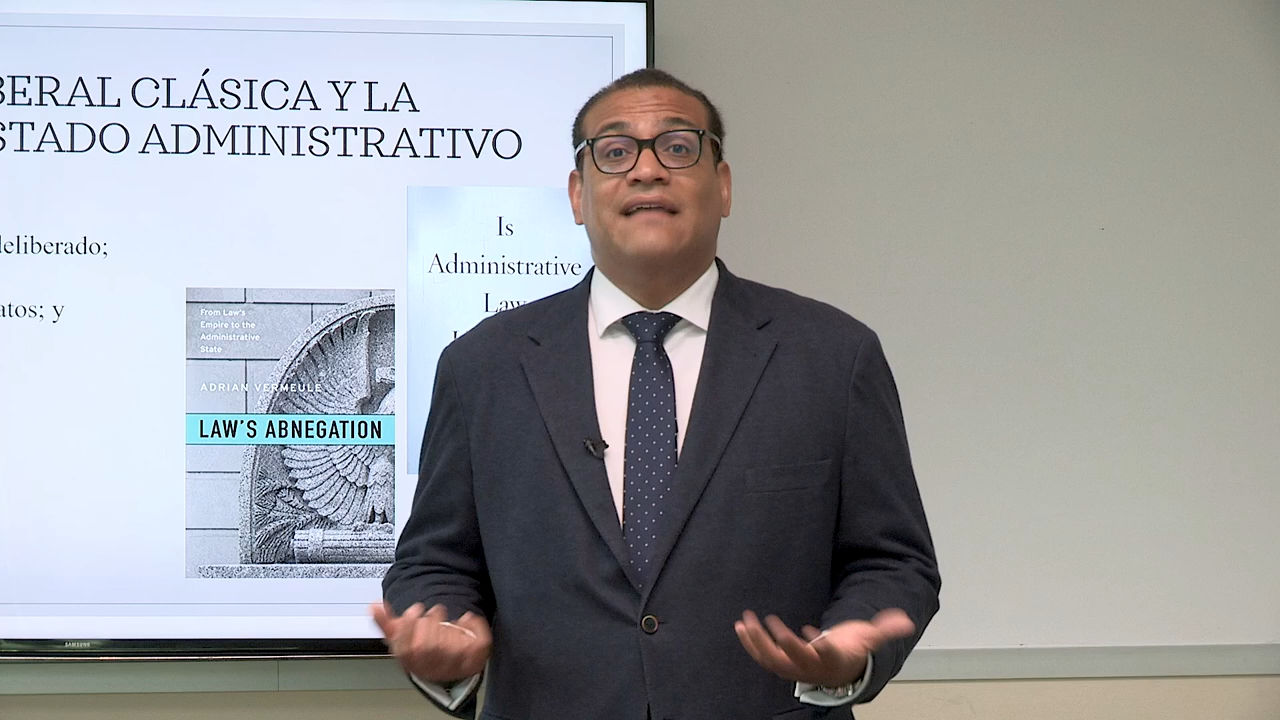 BERAL CLÁSICA Y LA
STADO ADMINISTRATIVO
deliberado;
atos; y
Is
Administrative
Law
From Law's
Empire to the
Administrative
State
ADRIAN VERMEULE
LAW'S ABNEGATION
SAMSUNG